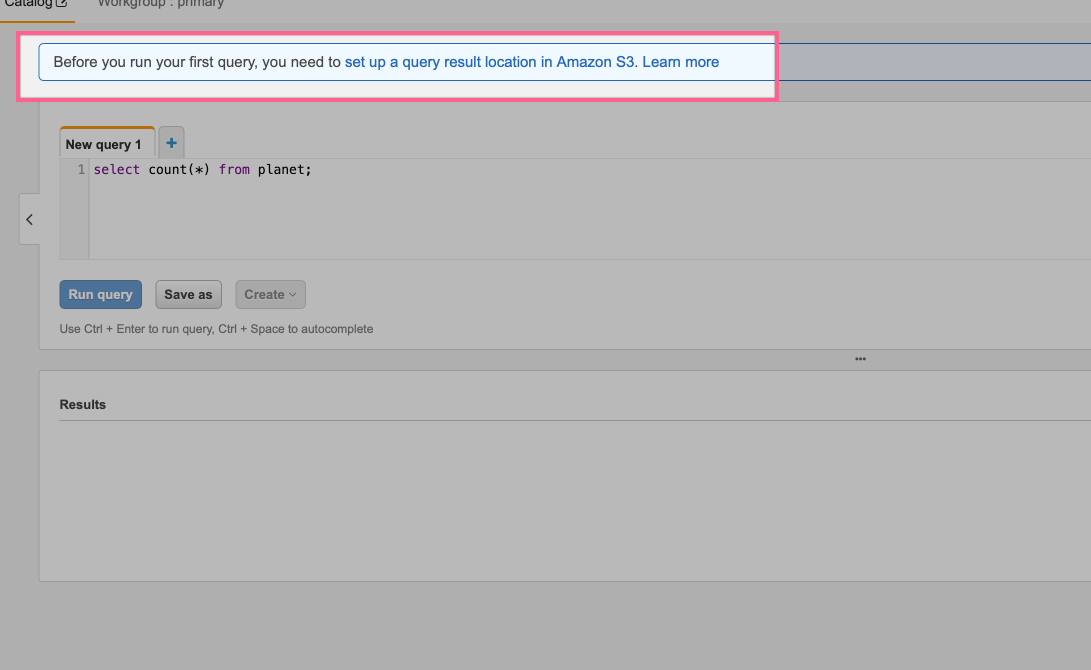 Catalog Workgroup : primary
Before you run your first query, you need to set up a query result location in Amazon S3. Learn more
New query 1 +
1 select count(*) from planet;
Run query Save as Create
Use Ctrl + Enter to run query, Ctrl + Space to autocomplete
Results